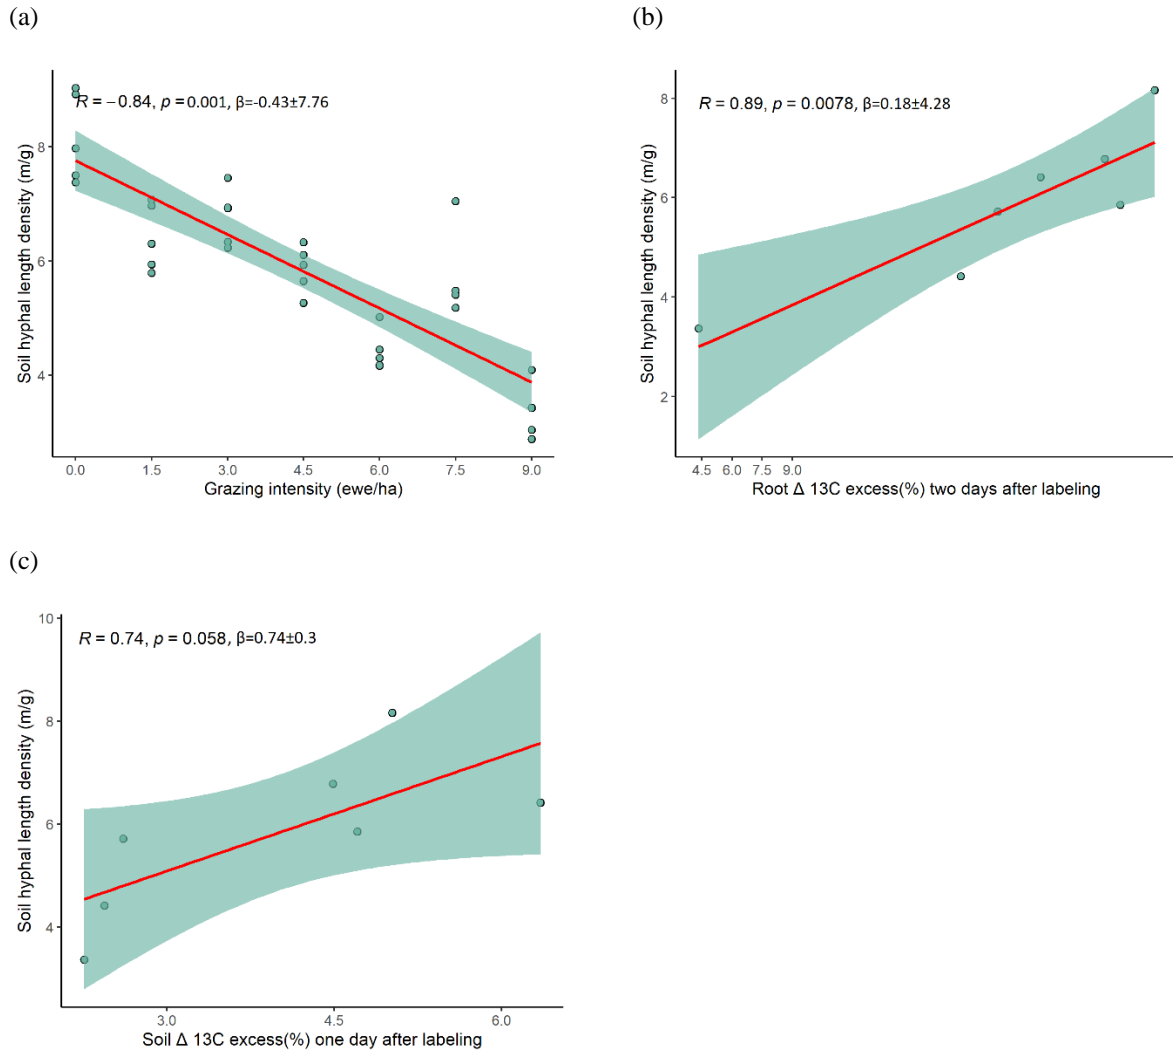 (a)
R = −0.84, p = 0.001, β=-0.43±7.76
Soil hyphal length density (m/g)
8
6
4
0.0 1.5 3.0 4.5 6.0 7.5 9.0
Grazing intensity (ewe/ha)
(b)
R = 0.89, p = 0.0078, β=0.18±4.28
Soil hyphal length density (m/g)
8
6
4
2
4.5 6.0 7.5 9.0
Root Δ 13C excess(%) two days after labeling
(c)
R = 0.74, p = 0.058, β=0.74±0.3
Soil hyphal length density (m/g)
10
8
6
4
3.0 4.5 6.0
Soil Δ 13C excess(%) one day after labeling